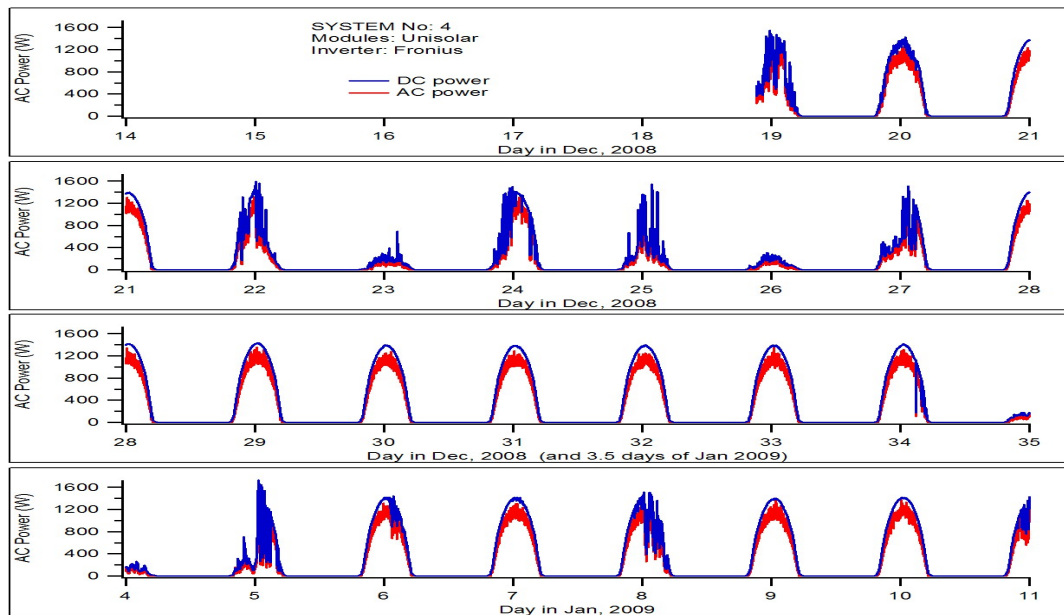 SYSTEM No: 4
Modules: Unisolar
Inverter: Fronius
DC power
AC power
AC Power (W)
1600
1200
800
400
0
14 15 16 17 18 19 20 21
Day in Dec, 2008
AC Power (W)
1600
1200
800
400
0
21 22 23 24 25 26 27 28
Day in Dec, 2008
AC Power (W)
1600
1200
800
400
0
28 29 30 31 32 33 34 35
Day in Dec, 2008 (and 3.5 days of Jan 2009)
AC Power (W)
1600
1200
800
400
0
4 5 6 7 8 9 10 11
Day in Jan, 2009